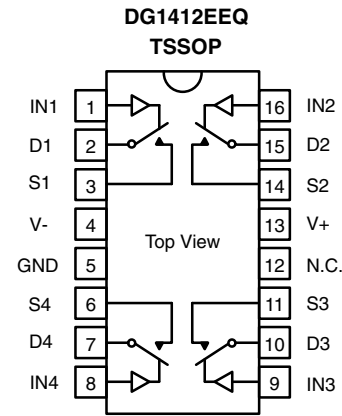 DG1412EEQ
TSSOP
IN1 1 16 IN2
D1 2 15 D2
S1 3 14 S2
V- 4 13 V+
Top View
GND 5 12 N.C.
S4 6 11 S3
D4 7 10 D3
IN4 8 9 IN3